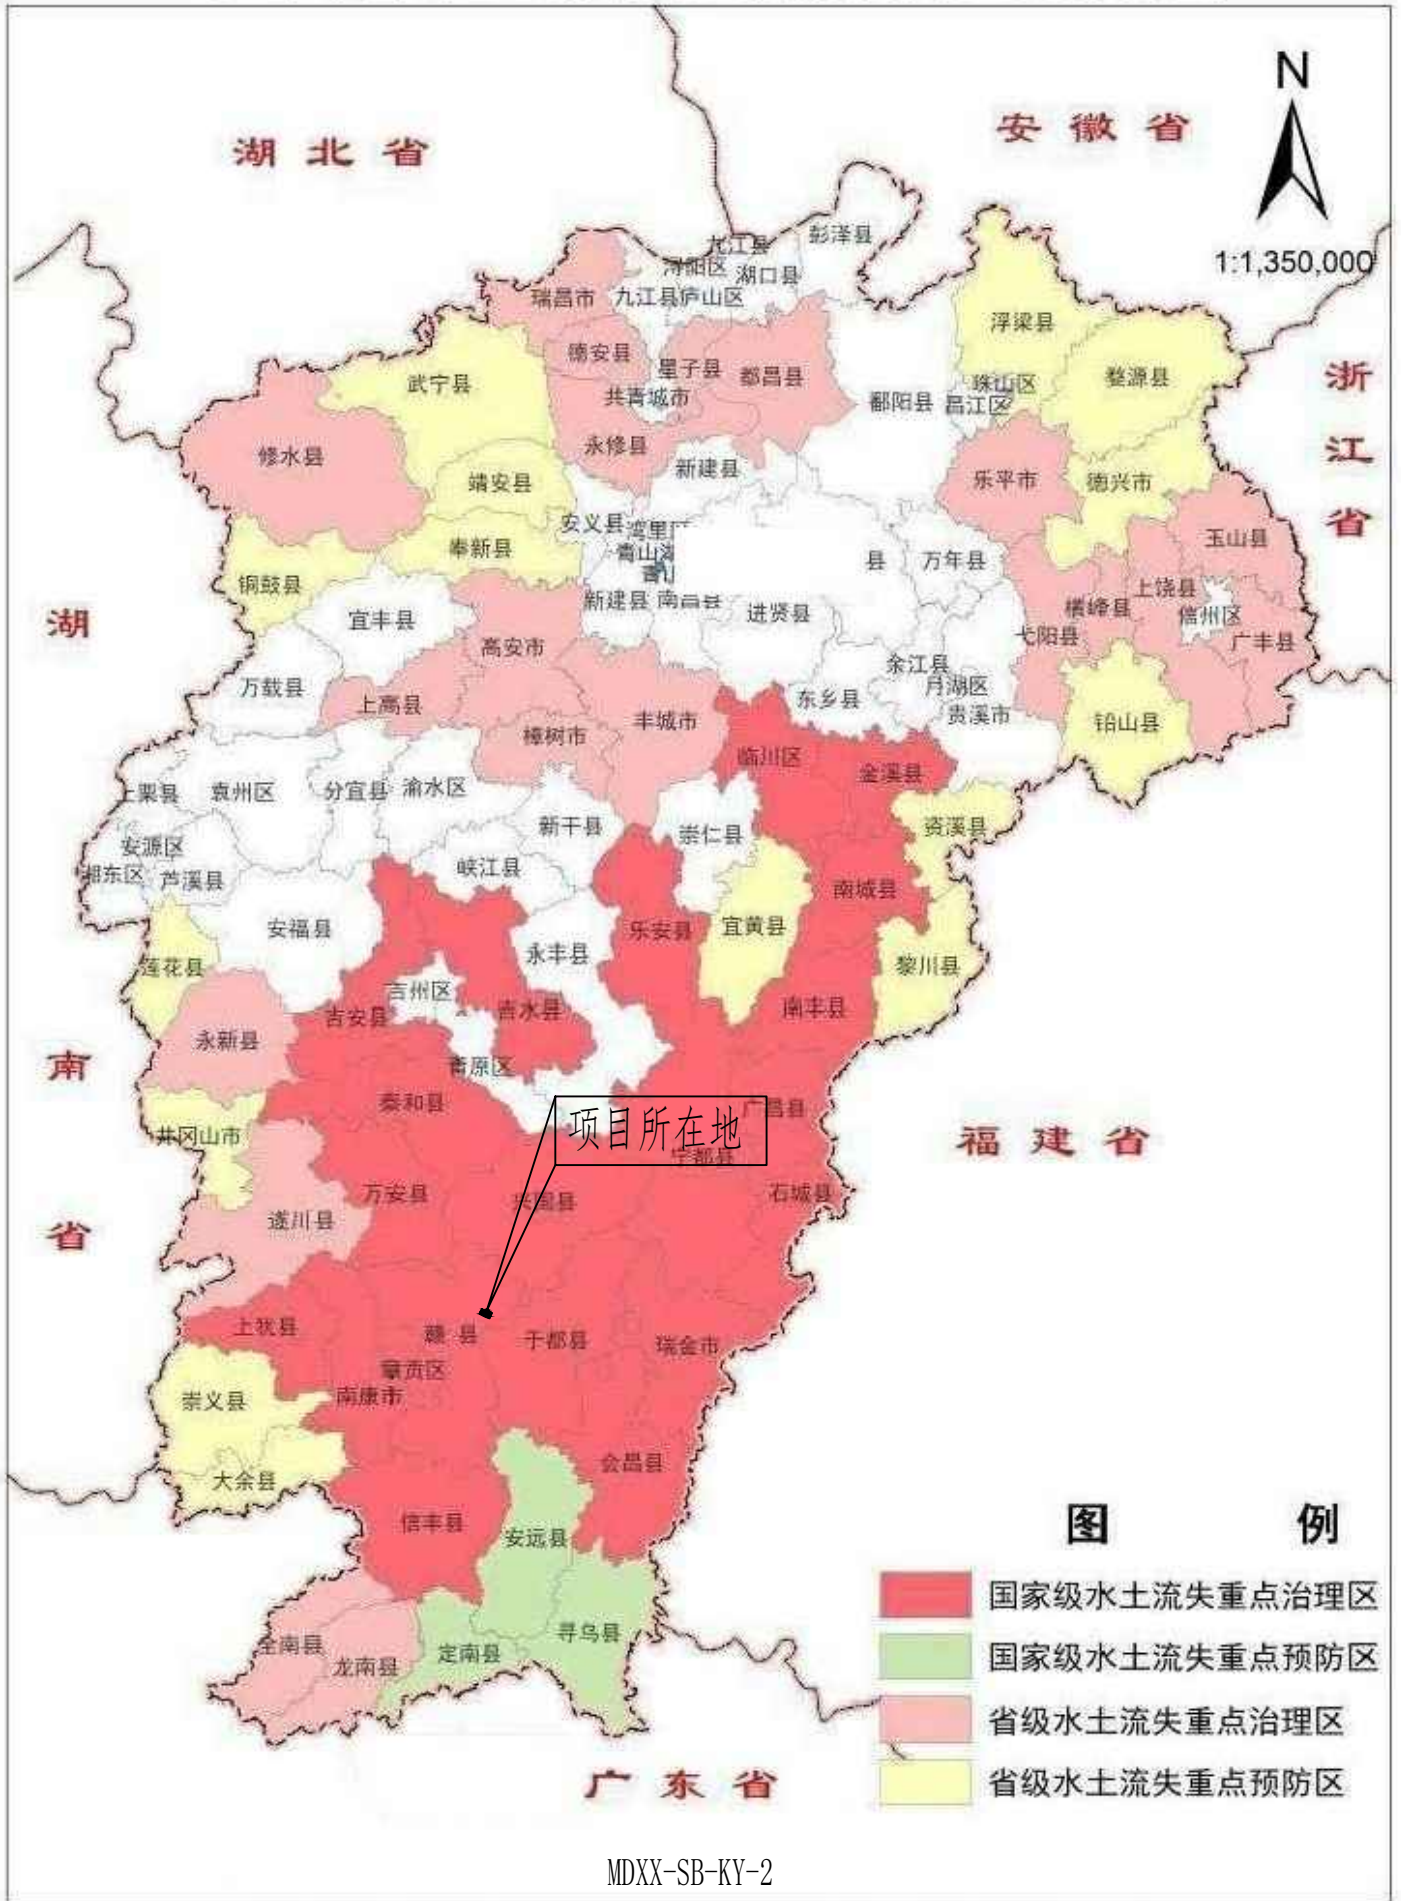 N
1:1,350,000
湖北省
安徽省
浙江省
湖南省
福建省
广东省
彭泽县
九江县
浔阳区
湖口县
瑞昌市
九江县
庐山区
浮梁县
德安县
星子县
都昌县
武宁县
共青城市
珠山区
婺源县
鄱阳县
昌江区
修水县
永修县
新建县
靖安县
乐平市
德兴市
安义县
湾里
奉新县
青山
玉山县
县
万年县
铜鼓县
新建县
南昌县
上饶县
宜丰县
进贤县
横峰县
信州区
高安市
弋阳县
广丰县
余江县
万载县
月湖区
上高县
东乡县
贵溪市
丰城市
铅山县
樟树市
临川区
金溪县
上栗县
袁州区
分宜县
渝水区
新干县
崇仁县
资溪县
安源区
湘东区
芦溪县
峡江县
南城县
安福县
乐安县
宜黄县
永丰县
莲花县
黎川县
吉州区
吉安县
吉水县
南丰县
永新县
青原区
泰和县
广昌县
井冈山市
项目所在地
宁都县
万安县
兴国县
石城县
遂川县
上犹县
赣 县
于都县
瑞金市
章贡区
南康市
崇义县
大余县
会昌县
信丰县
安远县
全南县
龙南县
定南县
寻乌县
图 例
国家级水土流失重点治理区
国家级水土流失重点预防区
省级水土流失重点治理区
省级水土流失重点预防区
MDXX-SB-KY-2